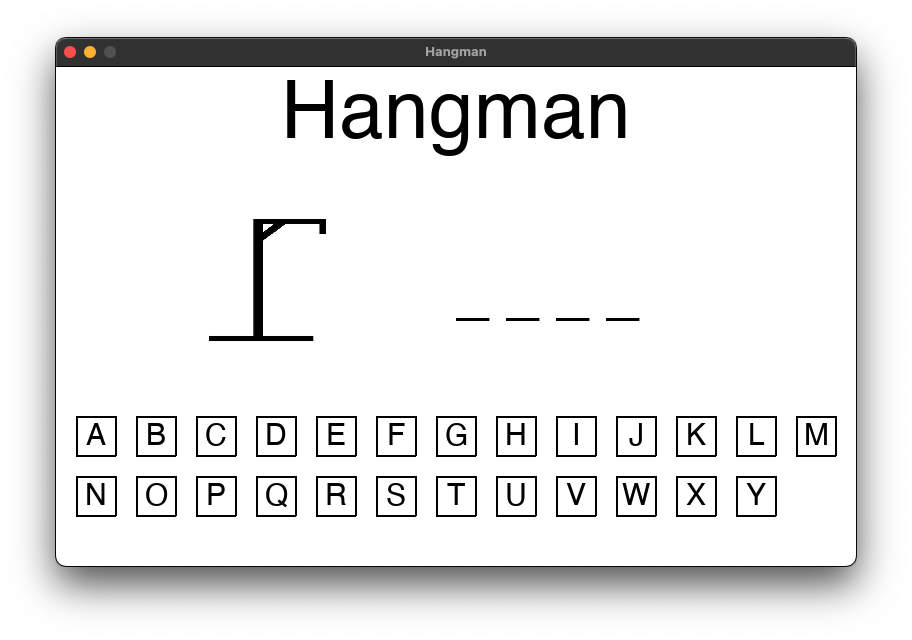 Hangman
Hangman
_ _ _ _
A B C D E F G H I J K L M
N O P Q R S T U V W X Y